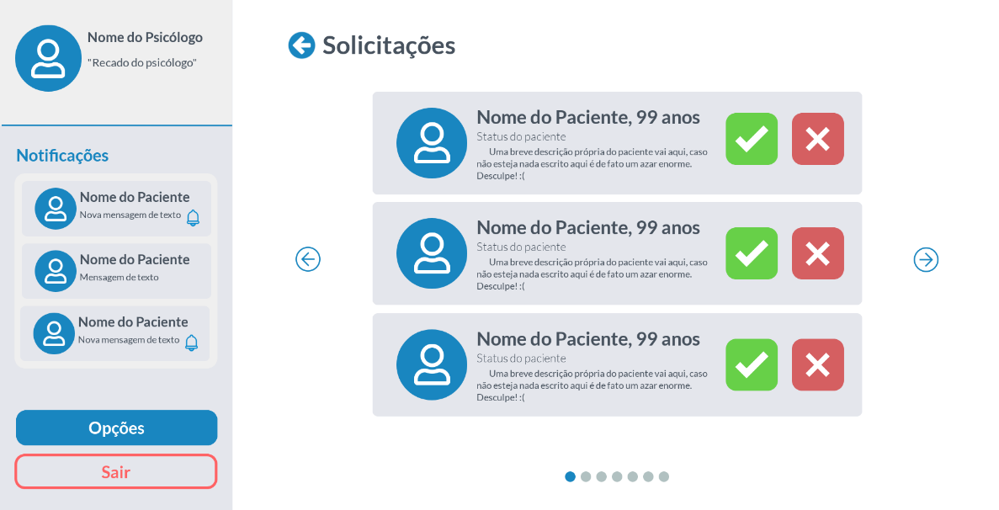 Nome do Psicólogo
"Recado do psicólogo"
Notificações
Nome do Paciente
Nova mensagem de texto
Nome do Paciente
Mensagem de texto
Nome do Paciente
Nova mensagem de texto
Opções
Sair
Solicitações
Nome do Paciente, 99 anos
Status do paciente
Uma breve descrição própria do paciente vai aqui, caso
não esteja nada escrito aqui é de fato um azar enorme.
Desculpe! :(
Nome do Paciente, 99 anos
Status do paciente
Uma breve descrição própria do paciente vai aqui, caso
não esteja nada escrito aqui é de fato um azar enorme.
Desculpe! :(
Nome do Paciente, 99 anos
Status do paciente
Uma breve descrição própria do paciente vai aqui, caso
não esteja nada escrito aqui é de fato um azar enorme.
Desculpe! :(